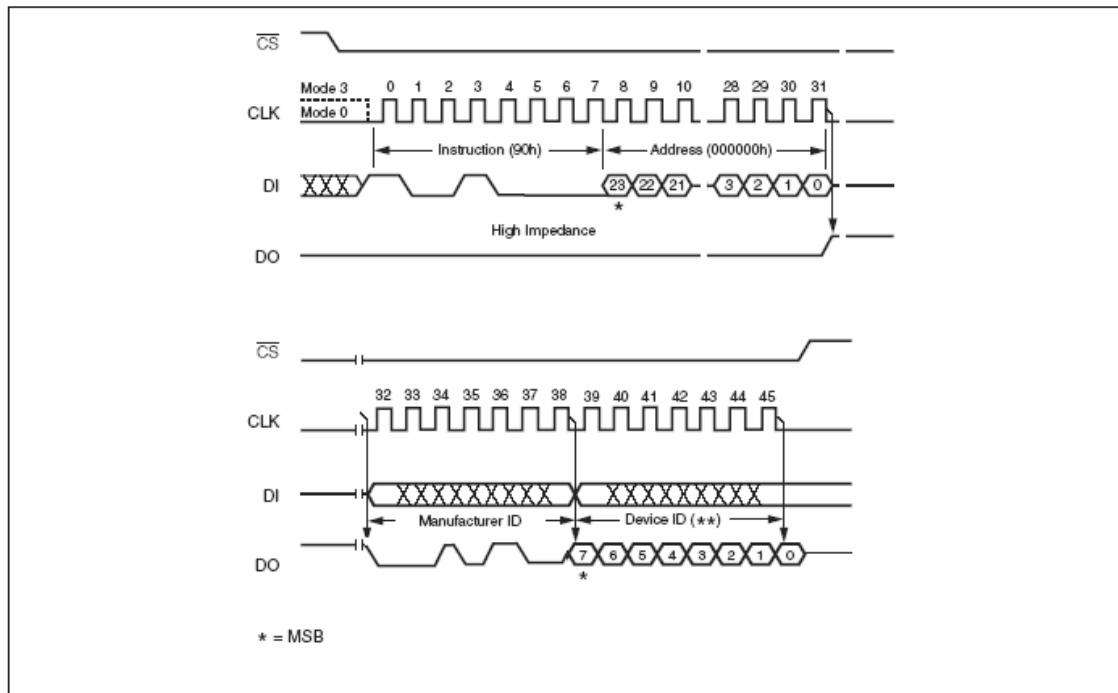 CS
Mode 3 0 1 2 3 4 5 6 7 8 9 10 28 29 30 31
CLK Mode 0
Instruction (90h) Address (000000h)
DI 23 22 21 3 2 1 0
*
High Impedance
DO
CS
32 33 34 35 36 37 38 39 40 41 42 43 44 45
CLK
DI
Manufacturer ID Device ID (**)
DO 7 6 5 4 3 2 1 0
*
* = MSB